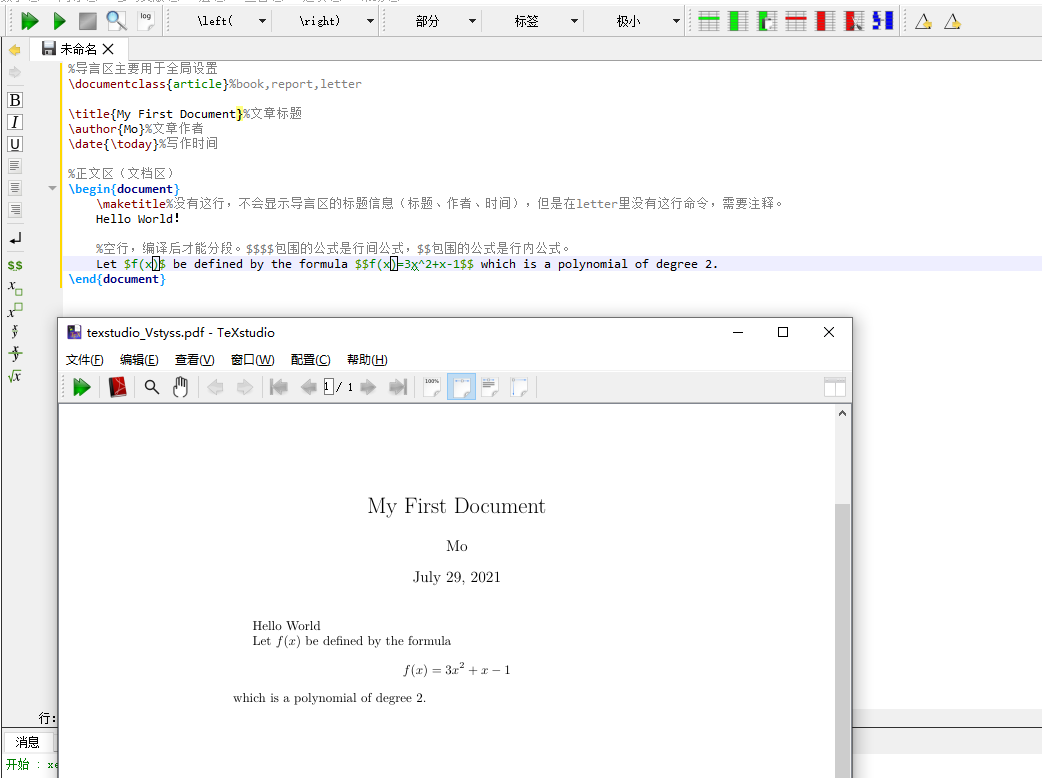 log
\left(
\right)
部分
标签
极小
未命名
B
I
U
$$
%导言区主要用于全局设置
\documentclass{article}%book,report,letter
\title{My First Document}%文章标题
\author{Mo}%文章作者
\date{\today}%写作时间
%正文区（文档区）
\begin{document}
\maketitle%没有这行，不会显示导言区的标题信息（标题、作者、时间），但是在letter里没有这行命令，需要注释。
Hello World！
%空行，编译后才能分段。$$$$包围的公式是行间公式，$$包围的公式是行内公式。
Let $f(x)$ be defined by the formula $$f(x)=3x^2+x-1$$ which is a polynomial of degree 2.
\end{document}
texstudio_Vstyss.pdf - TeXstudio
文件(F) 编辑(E) 查看(V) 窗口(W) 配置(C) 帮助(H)
1 / 1
100%
My First Document
Mo
July 29, 2021
Hello World
Let f(x) be defined by the formula
f(x) = 3x² + x − 1
which is a polynomial of degree 2.
行:
消息
开始 : xe